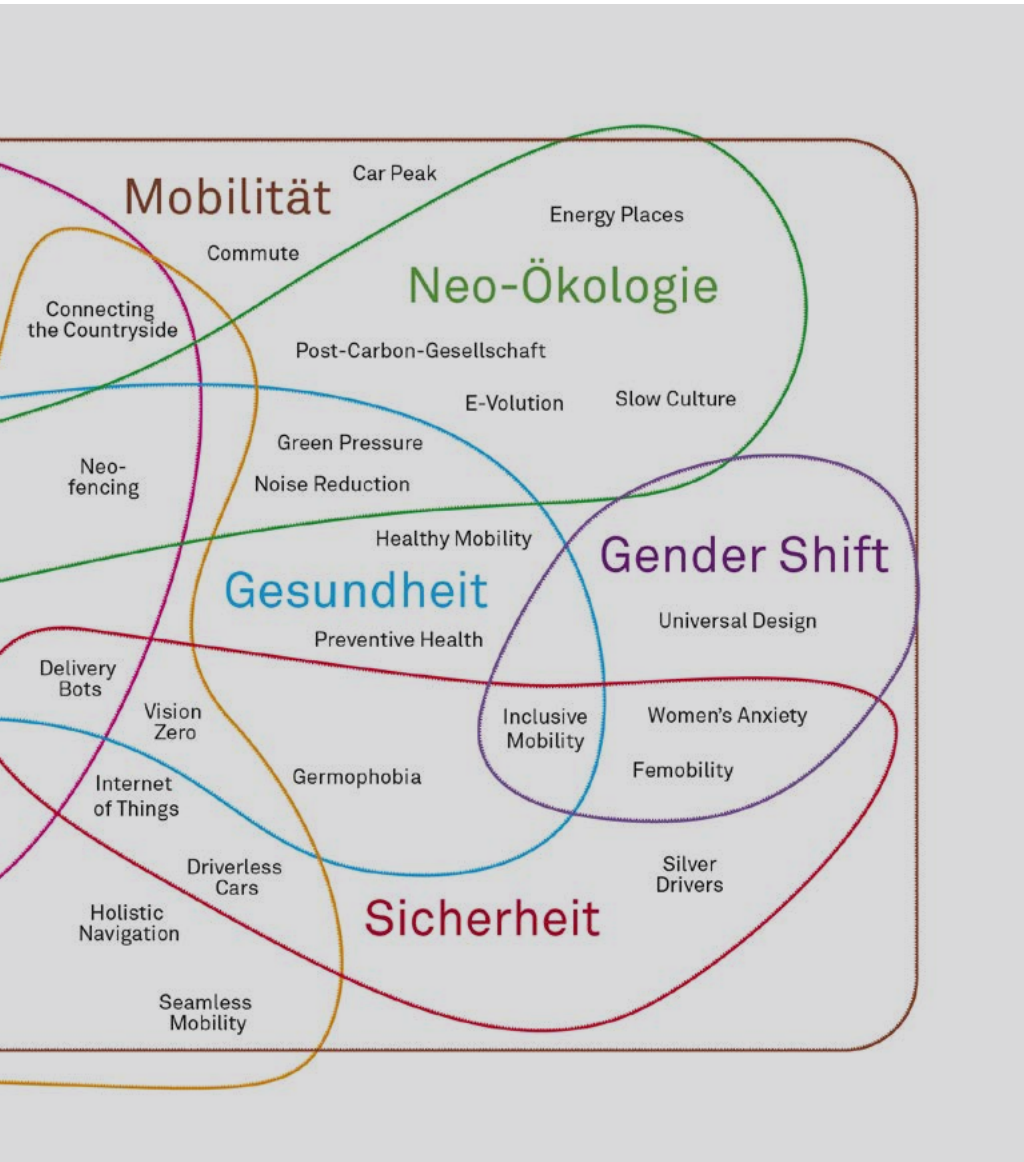 Car Peak
Mobilität
Energy Places
Commute
Neo-Ökologie
Connecting
the Countryside
Post-Carbon-Gesellschaft
E-Volution
Slow Culture
Green Pressure
Neo-
fencing
Noise Reduction
Healthy Mobility
Gender Shift
Gesundheit
Universal Design
Preventive Health
Delivery
Bots
Vision
Zero
Inclusive
Mobility
Women's Anxiety
Femobility
Germophobia
Internet
of Things
Driverless
Cars
Silver
Drivers
Holistic
Navigation
Sicherheit
Seamless
Mobility